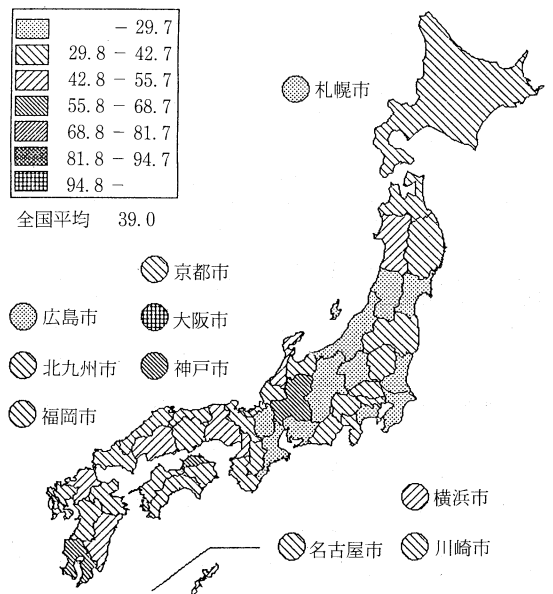 － 29.7
29.8 － 42.7
42.8 － 55.7
55.8 － 68.7
68.8 － 81.7
81.8 － 94.7
94.8 －
全国平均 39.0
札幌市
京都市
広島市
大阪市
北九州市
神戸市
福岡市
横浜市
名古屋市
川崎市